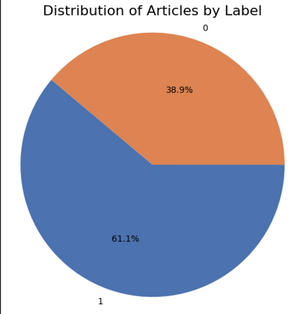 Distribution of Articles by Label
0
38.9%
61.1%
1